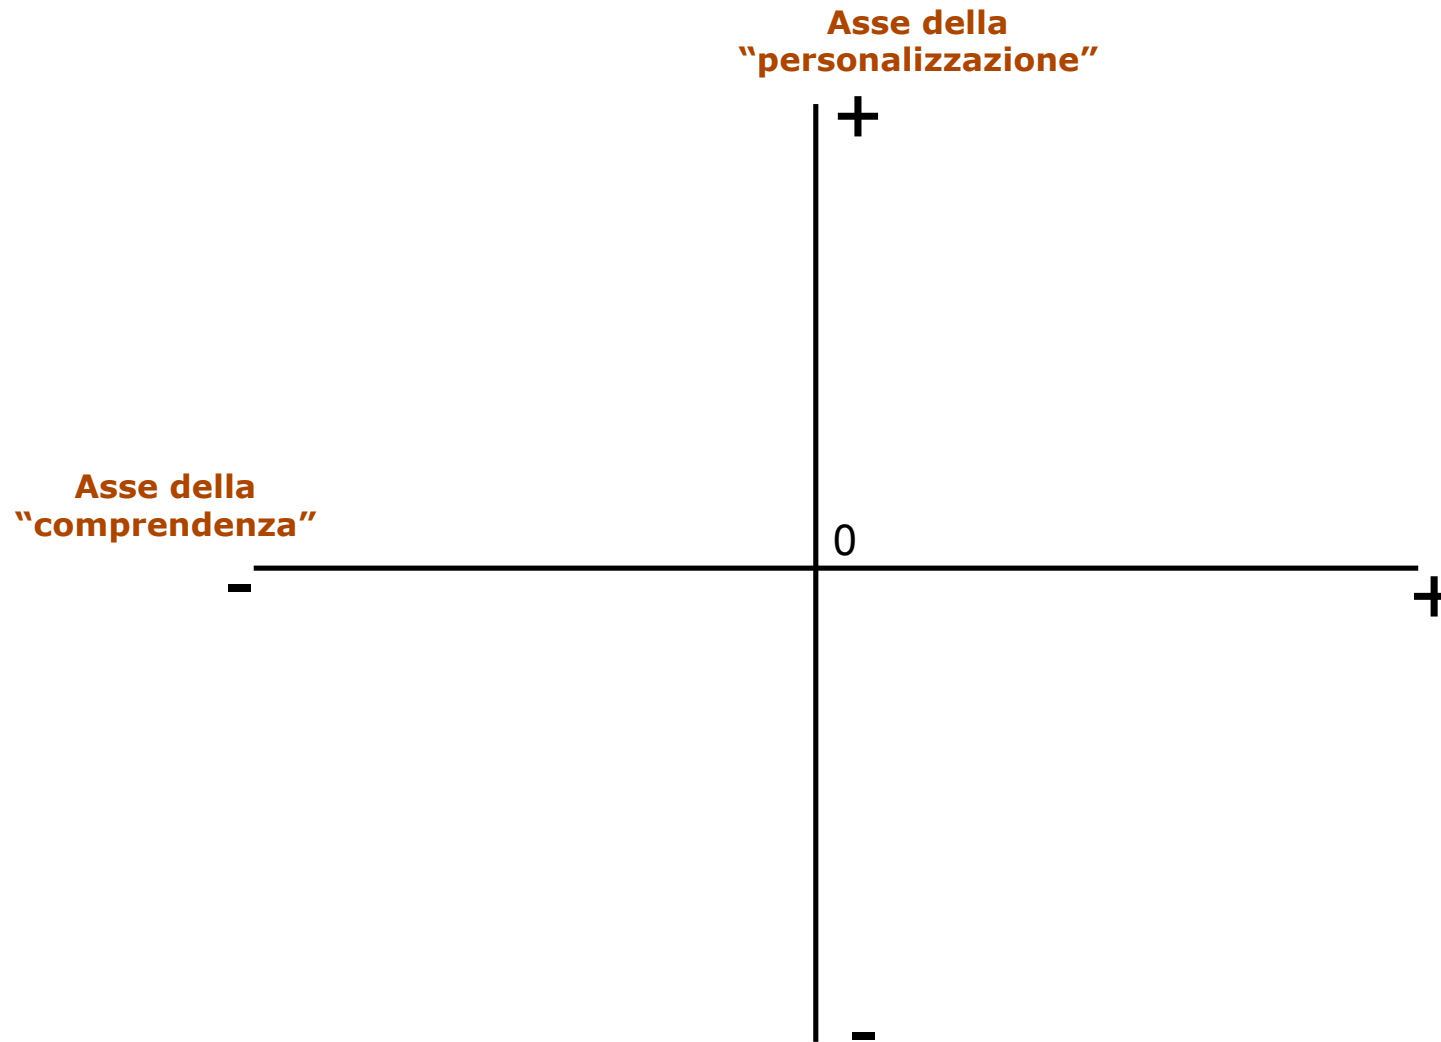 Asse della
“personalizzazione”
+
Asse della
“comprendenza”
0
-
+
-